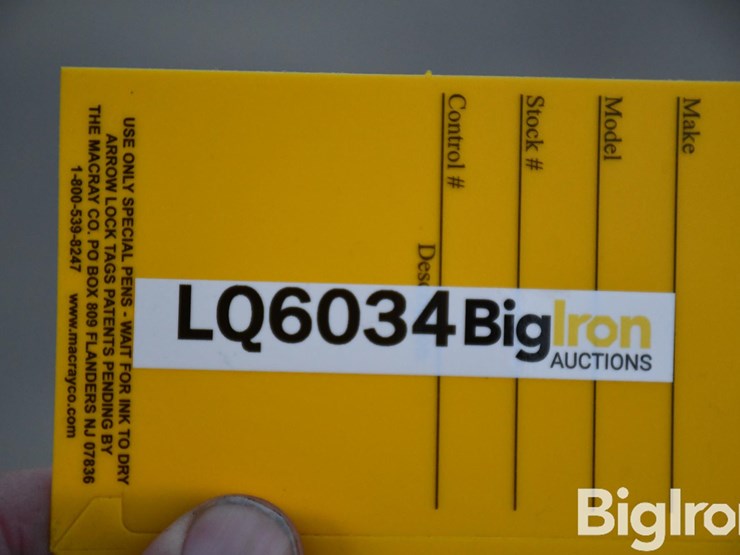 Make
Model
Stock #
Control #
LQ6034 BigIron
AUCTIONS
USE ONLY SPECIAL PENS - WAIT FOR INK TO DRY
ARROW LOCK TAGS PATENTS PENDING BY
THE MACRAY CO. PO BOX 809 FLANDERS NJ 07836
1-800-539-8247 www.macrayco.com